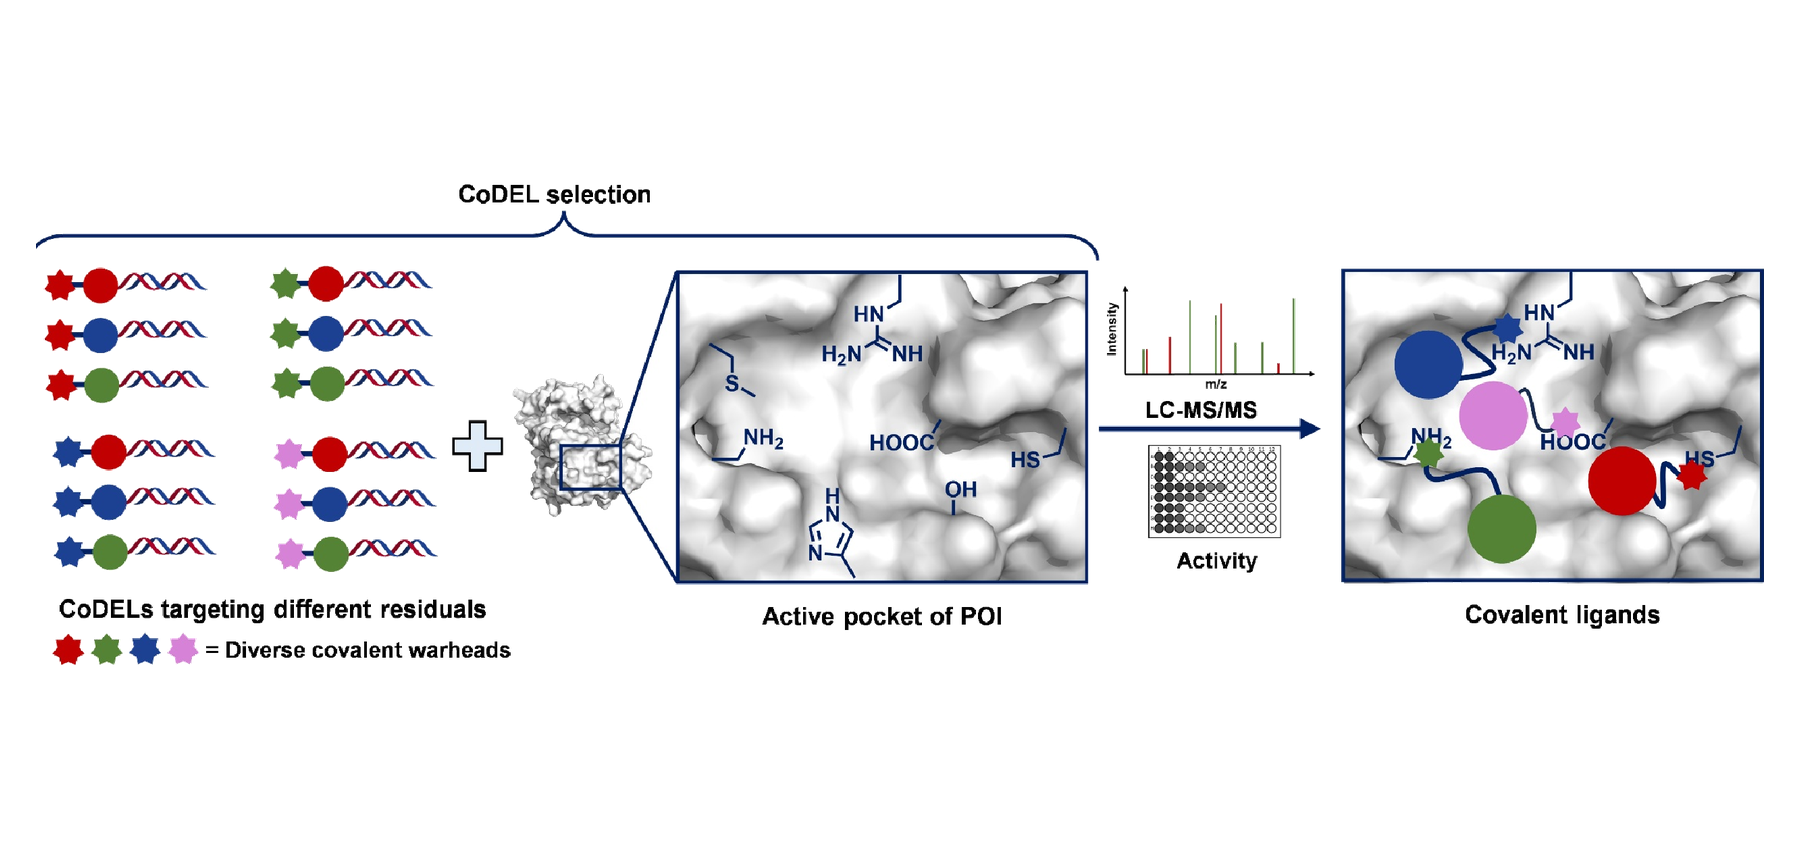 CoDEL selection
HN
H2N
NH
S
NH2
HOOC
HS
H
N
N
OH
Intensity
m/z
LC-MS/MS
Activity
HN
H2N
NH
NH2
HOOC
HS
CoDELs targeting different residuals
= Diverse covalent warheads
Active pocket of POI
Covalent ligands